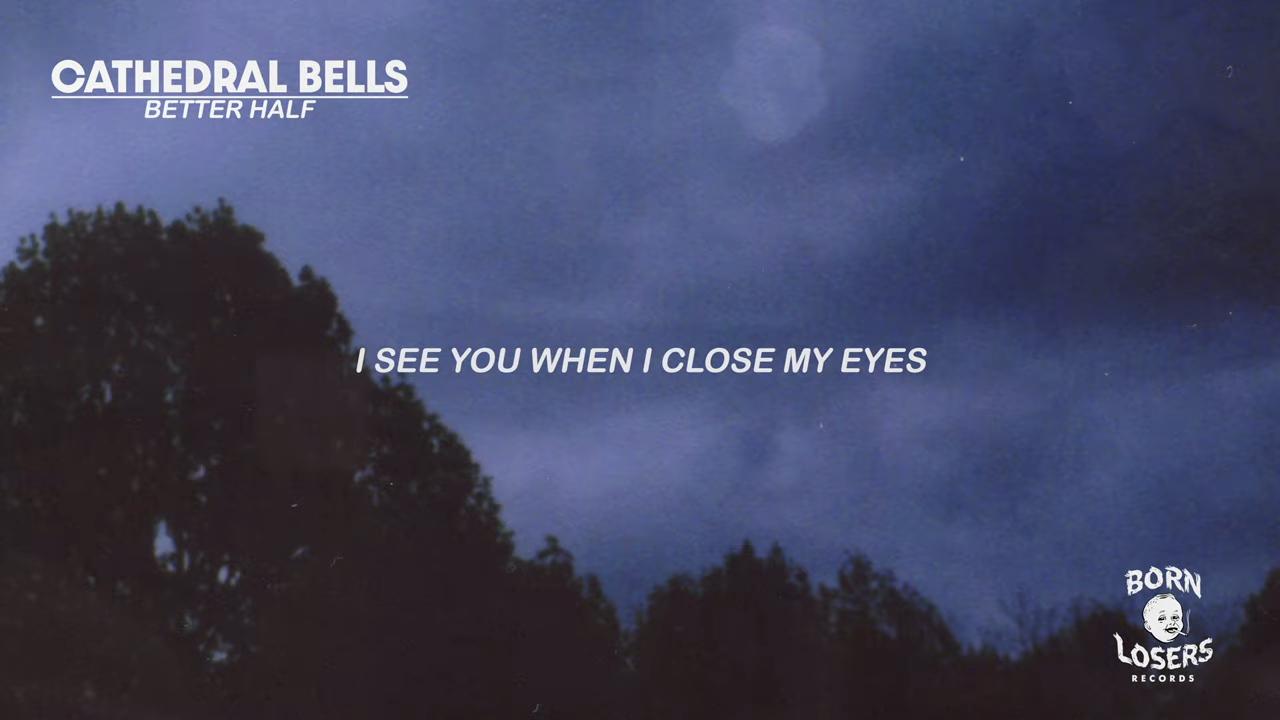 CATHEDRAL BELLS
BETTER HALF
I SEE YOU WHEN I CLOSE MY EYES
BORN
LOSERS
RECORDS